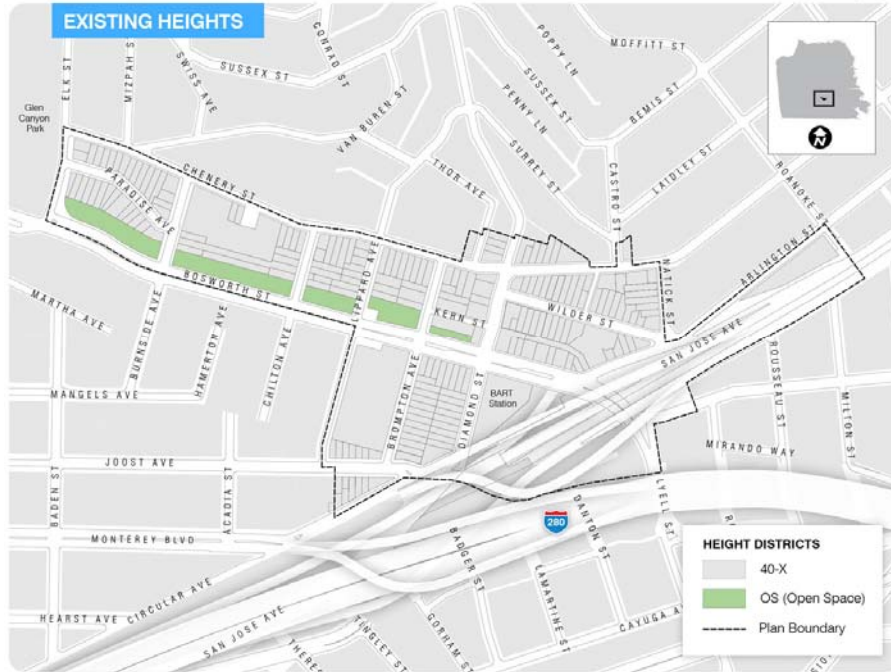 EXISTING HEIGHTS
ELK ST
MIZPAH S
SWISS AVE
SUSSEX ST
CONRAD ST
POPPY LN
MOFFITT ST
Glen
Canyon
Park
VAN BUREN ST
SUSSEX ST
PENNY LN
BEMIS ST
N
CHENERY ST
THOR AVE
SURREY ST
CASTRO ST
LAIDLEY ST
ROANOKE ST
PARADISE AVE
LIPPARD AVE
NATICK ST
ARLINGTON ST
BOSWORTH ST
KERN ST
WILDER ST
SAN JOSE AVE
MARTHA AVE
BURNSIDE AVE
HAMERTON AVE
CHILTON AVE
BROMPTON AVE
DIAMOND ST
BART
Station
ROUSSEAU ST
MILTON ST
MANGELS AVE
MIRANDO WAY
JOOST AVE
BADEN ST
ACADIA ST
LYELL ST
DANTON ST
280
MONTEREY BLVD
BADGER ST
LAMARTINE ST
HEARST AVE
CIRCULAR AVE
SAN JOSE AVE
TINGLEY ST
GORHAM ST
CAYUGA A
HEIGHT DISTRICTS
40-X
OS (Open Space)
Plan Boundary